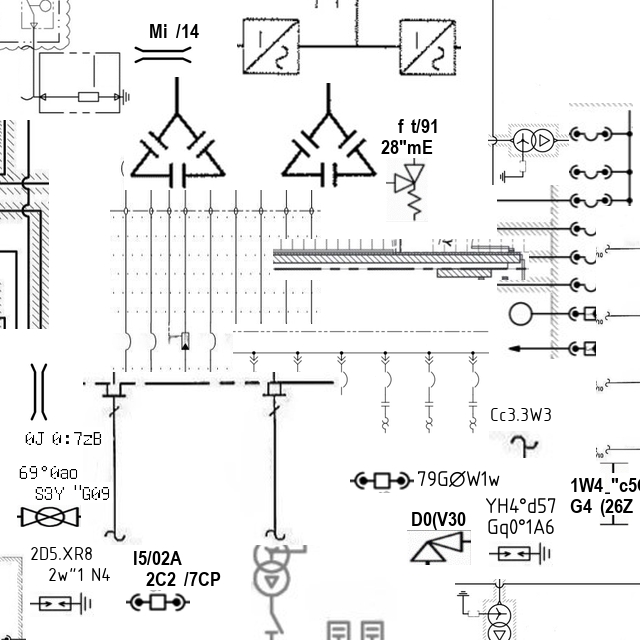 Mi /14
f t/91
28"mE
Cc3.3W3
0J 0:7zB
69°0ao
S3Y "G09
79GØW1w
1W4_"c5
G4 (26Z
YH4°d57
Gq0°1A6
D0(V30
2D5.XR8
2w"1 N4
I5/02A
2C2 /7CP